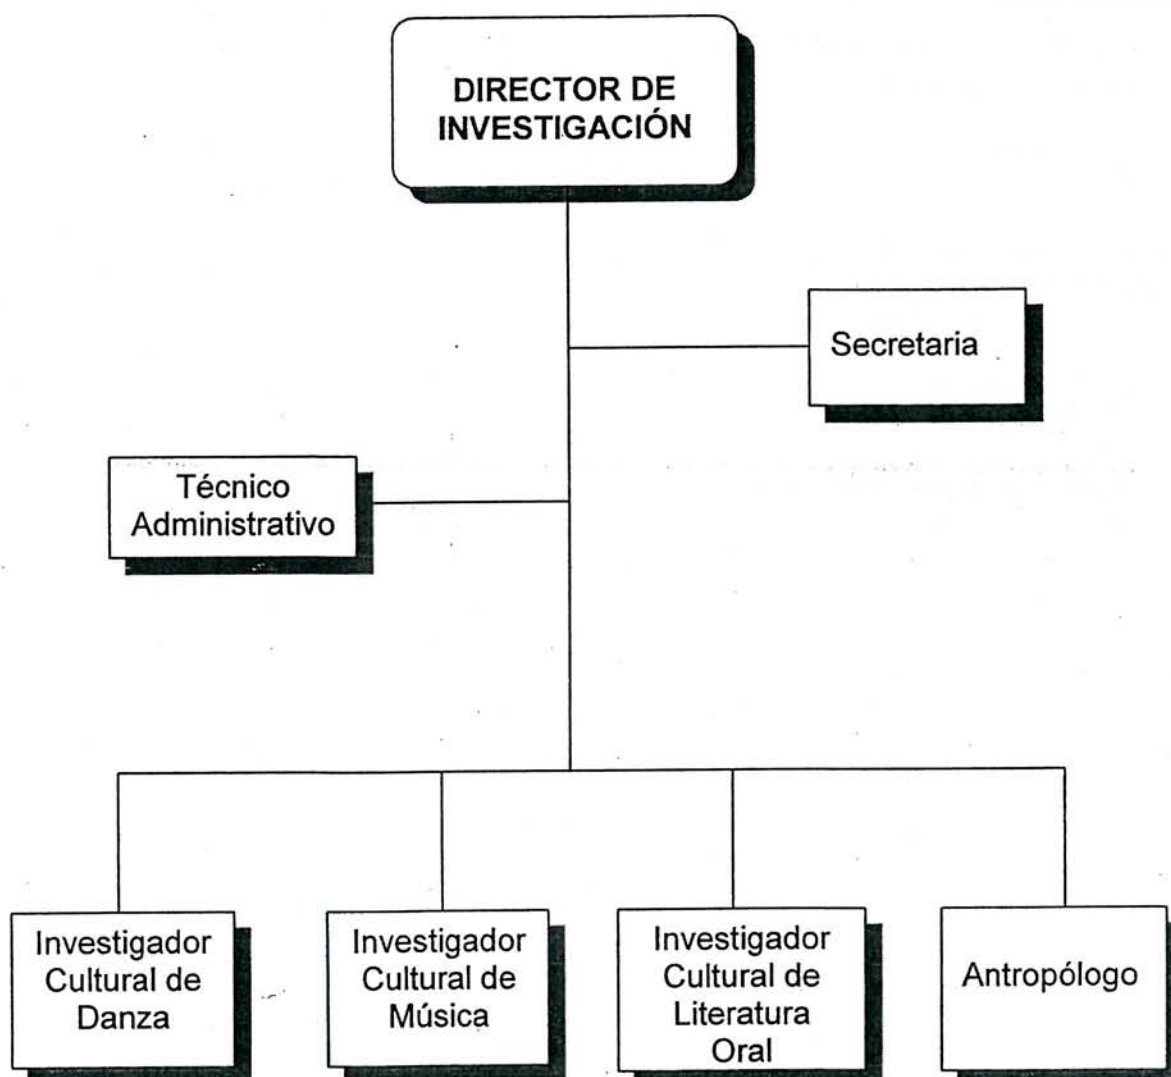 DIRECTOR DE
INVESTIGACIÓN
Secretaria
Técnico
Administrativo
Investigador
Cultural de
Danza
Investigador
Cultural de
Música
Investigador
Cultural de
Literatura
Oral
Antropólogo